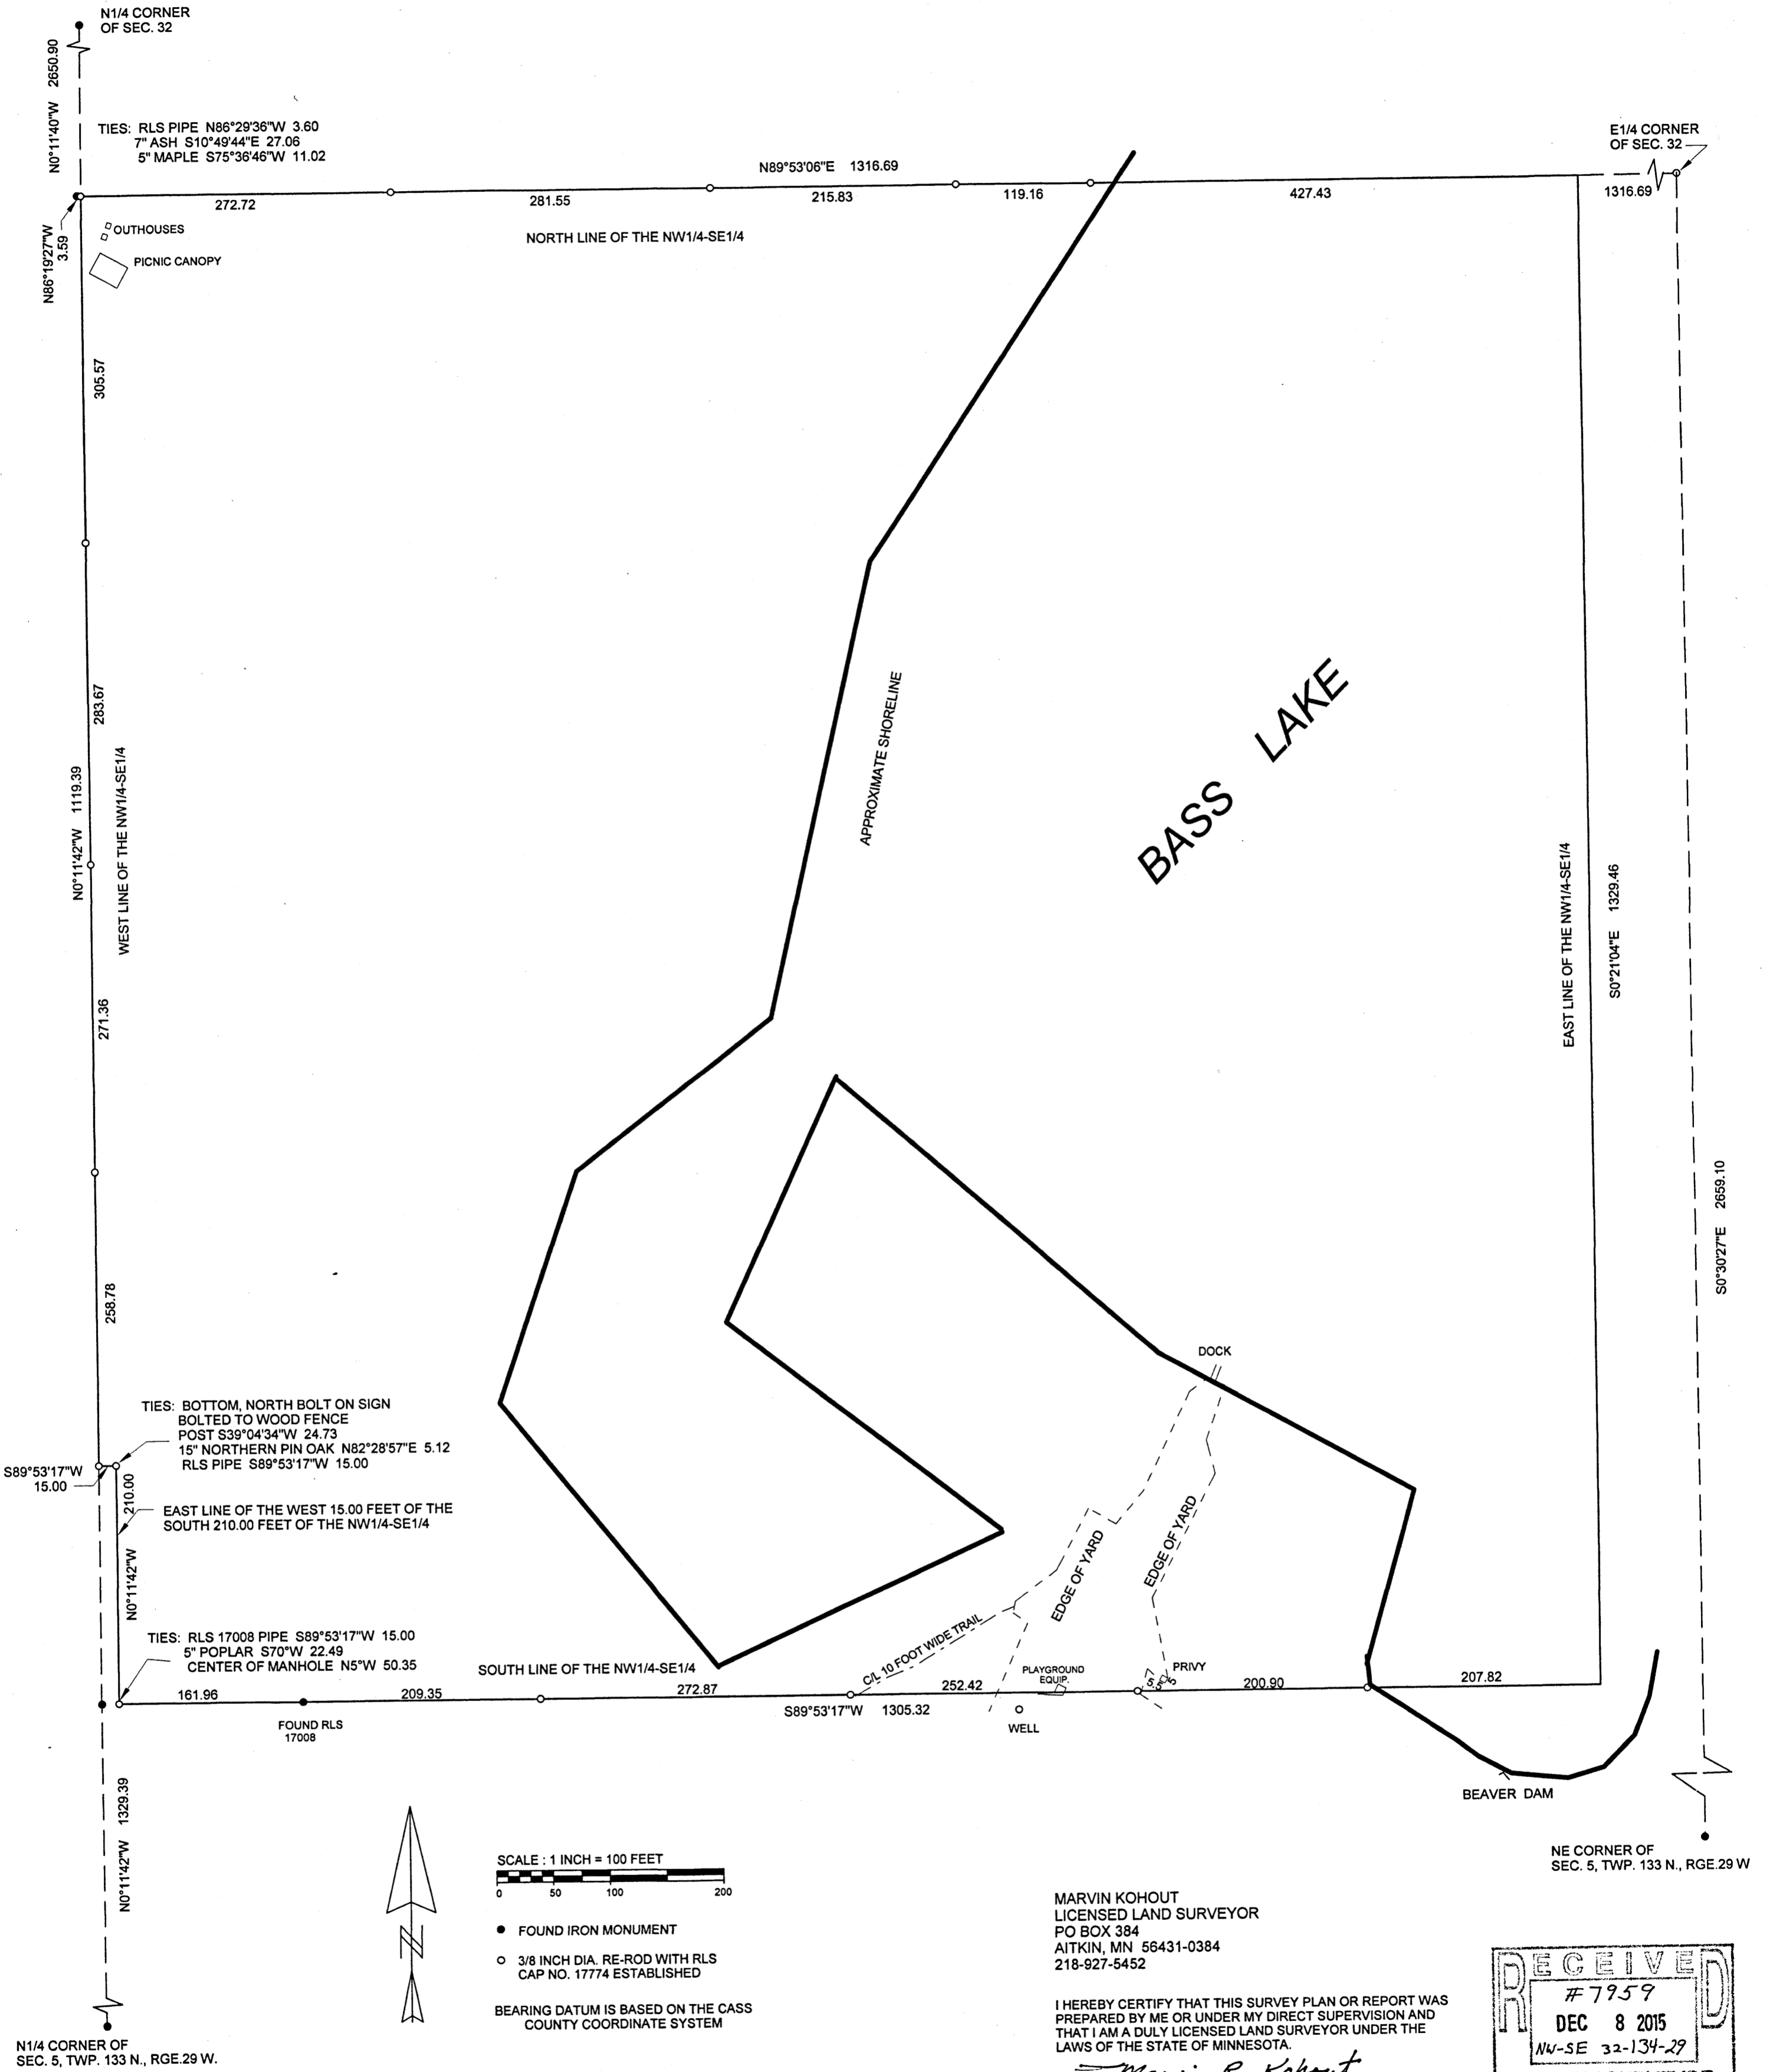 N1/4 CORNER
OF SEC. 32
N0°11'40"W 2650.90
TIES: RLS PIPE N86°29'36"W 3.60
7" ASH S10°49'44"E 27.06
5" MAPLE S75°36'46"W 11.02
N89°53'06"E 1316.69
E1/4 CORNER
OF SEC. 32
1316.69
272.72
281.55
215.83
119.16
427.43
N86°19'27"W
3.59
OUTHOUSES
PICNIC CANOPY
NORTH LINE OF THE NW1/4-SE1/4
305.57
283.67
N0°11'42"W 1119.39
WEST LINE OF THE NW1/4-SE1/4
271.36
258.78
APPROXIMATE SHORELINE
BASS LAKE
EAST LINE OF THE NW1/4-SE1/4
S0°21'04"E 1329.46
S0°30'27"E 2659.10
DOCK
TIES: BOTTOM, NORTH BOLT ON SIGN
BOLTED TO WOOD FENCE
POST S39°04'34"W 24.73
15" NORTHERN PIN OAK N82°28'57"E 5.12
RLS PIPE S89°53'17"W 15.00
S89°53'17"W
15.00
210.00
EAST LINE OF THE WEST 15.00 FEET OF THE
SOUTH 210.00 FEET OF THE NW1/4-SE1/4
N0°11'42"W
EDGE OF YARD
EDGE OF YARD
TIES: RLS 17008 PIPE S89°53'17"W 15.00
5" POPLAR S70°W 22.49
CENTER OF MANHOLE N5°W 50.35
SOUTH LINE OF THE NW1/4-SE1/4
C/L 10 FOOT WIDE TRAIL
PLAYGROUND
EQUIP.
PRIVY
161.96
209.35
272.87
252.42
200.90
207.82
S89°53'17"W 1305.32
FOUND RLS
17008
WELL
BEAVER DAM
N0°11'42"W 1329.39
NE CORNER OF
SEC. 5, TWP. 133 N., RGE.29 W
SCALE : 1 INCH = 100 FEET
0 50 100 200
FOUND IRON MONUMENT
3/8 INCH DIA. RE-ROD WITH RLS
CAP NO. 17774 ESTABLISHED
BEARING DATUM IS BASED ON THE CASS
COUNTY COORDINATE SYSTEM
N
N1/4 CORNER OF
SEC. 5, TWP. 133 N., RGE.29 W.
MARVIN KOHOUT
LICENSED LAND SURVEYOR
PO BOX 384
AITKIN, MN 56431-0384
218-927-5452
I HEREBY CERTIFY THAT THIS SURVEY PLAN OR REPORT WAS
PREPARED BY ME OR UNDER MY DIRECT SUPERVISION AND
THAT I AM A DULY LICENSED LAND SURVEYOR UNDER THE
LAWS OF THE STATE OF MINNESOTA.
Marvin R. Kohout
RECEIVED
#7959
DEC 8 2015
NW-SE 32-134-29